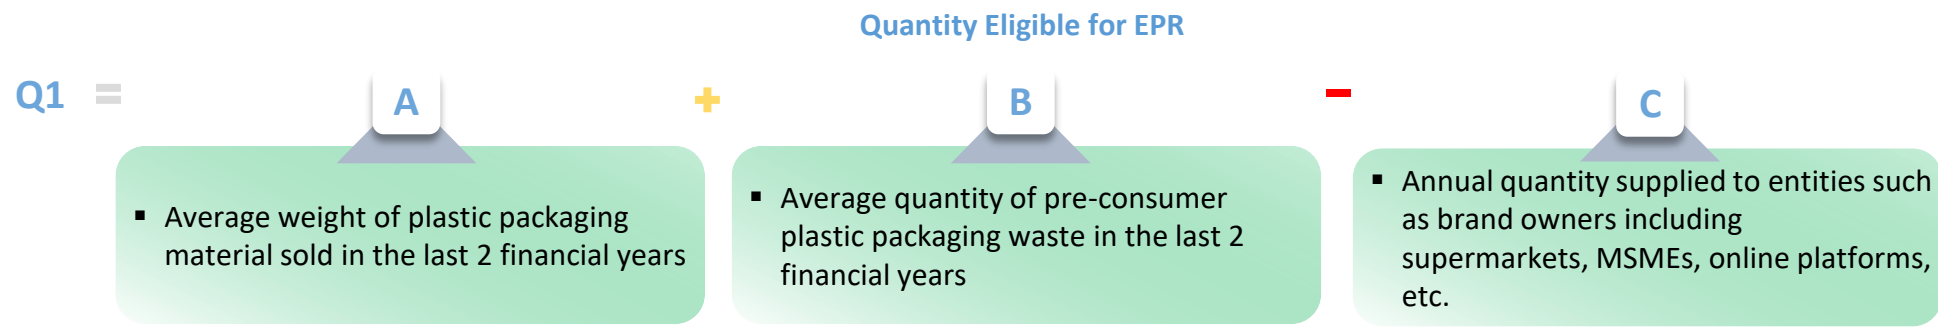 Quantity Eligible for EPR
Q1 = A + B − C
▪ Average weight of plastic packaging
material sold in the last 2 financial years
▪ Average quantity of pre-consumer
plastic packaging waste in the last 2
financial years
▪ Annual quantity supplied to entities such
as brand owners including
supermarkets, MSMEs, online platforms,
etc.